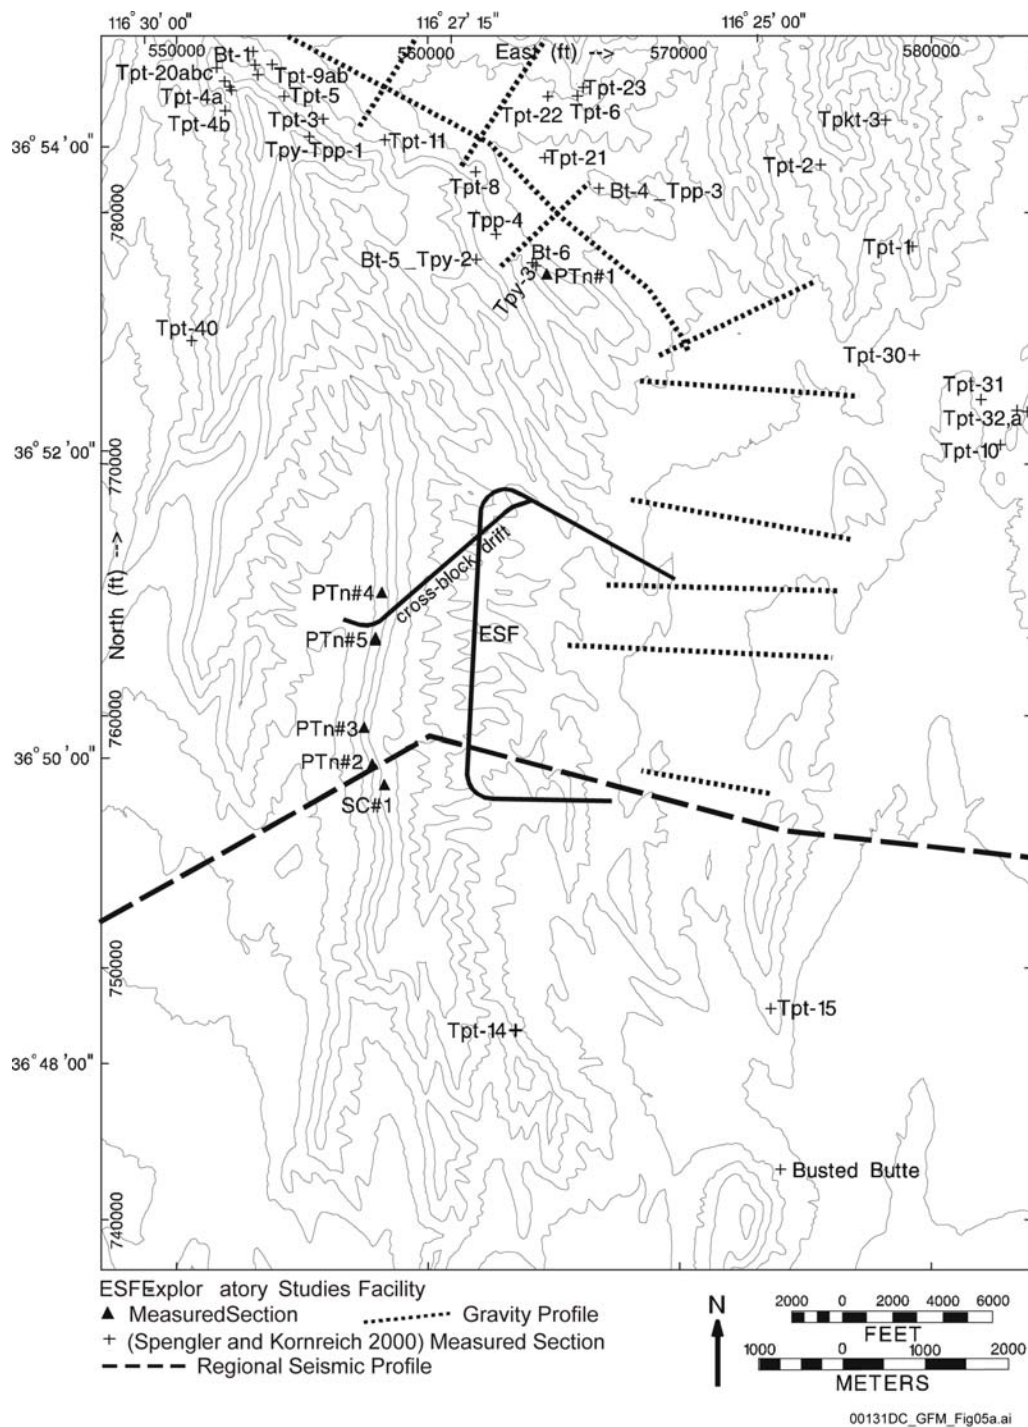 116° 30' 00"
116° 27' 15"
116° 25' 00"
550000
560000
East (ft) -->
570000
580000
Bt-1
Tpt-20abc
Tpt-9ab
Tpt-4a
Tpt-5
Tpt-4b
Tpt-3
Tpy-Tpp-1
Tpt-11
Tpt-23
Tpt-22
Tpt-6
Tpkt-3
36° 54' 00"
Tpt-21
Tpt-2
Tpt-8
Bt-4_Tpp-3
780000
Tpp-4
Tpt-1
Bt-6
Bt-5_Tpy-2
Tpy-3
PTn#1
Tpt-40
Tpt-30
Tpt-31
Tpt-32,a
Tpt-10
36° 52' 00"
770000
North (ft) -->
cross-block drift
PTn#4
ESF
PTn#5
760000
PTn#3
36° 50' 00"
PTn#2
SC#1
750000
Tpt-15
Tpt-14
36° 48' 00"
Busted Butte
740000
ESFExplor atory Studies Facility
MeasuredSection
Gravity Profile
(Spengler and Kornreich 2000) Measured Section
Regional Seismic Profile
N
2000 0 2000 4000 6000
FEET
1000 0 1000 2000
METERS
00131DC_GFM_Fig05a.ai